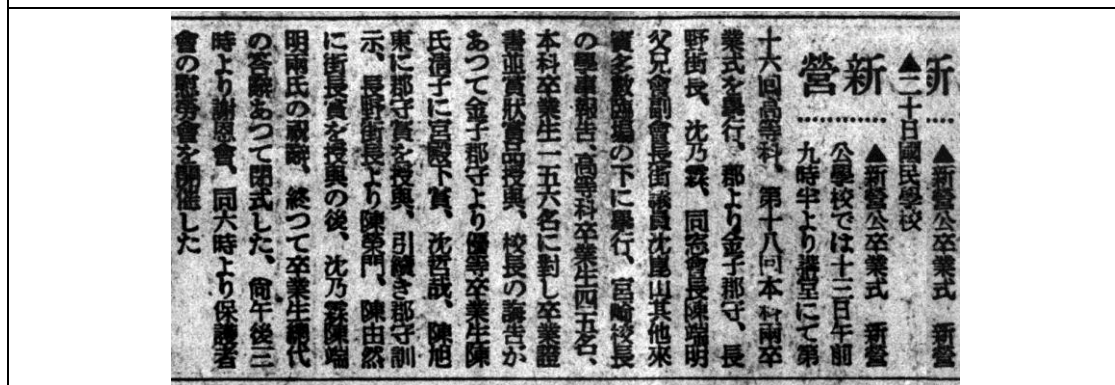 新
▲新營公卒業式 新營
▲二十日國民學校
新營
▲新營公卒業式 新營
公學校では十三日午前
九時半より講堂にて第
十六回高等科、第十八回本科兩卒
業式を擧行、郡より金子郡守、長
野街長、沈乃霖、同窓會長陳端明
父兄會副會長街議員沈崑山其他來
賓多數臨場の下に擧行、宮崎校長
の學事報告、高等科卒業生四五名、
本科卒業生一五六名に對し卒業證
書並賞狀賞品授與、校長の誨告が
あつて金子郡守より優等卒業生陳
氏清子に宮殿下賞、沈哲哉、陳旭
東に郡守賞を授與、引續き郡守訓
示、長野街長より陳榮門、陳由然
に街長賞を授與の後、沈乃霖陳端
明兩氏の祝辭、終つて卒業生總代
の答辭あつて閉式した、尙午後三
時より謝恩會、同六時より保護者
會の慰勞會を開催した